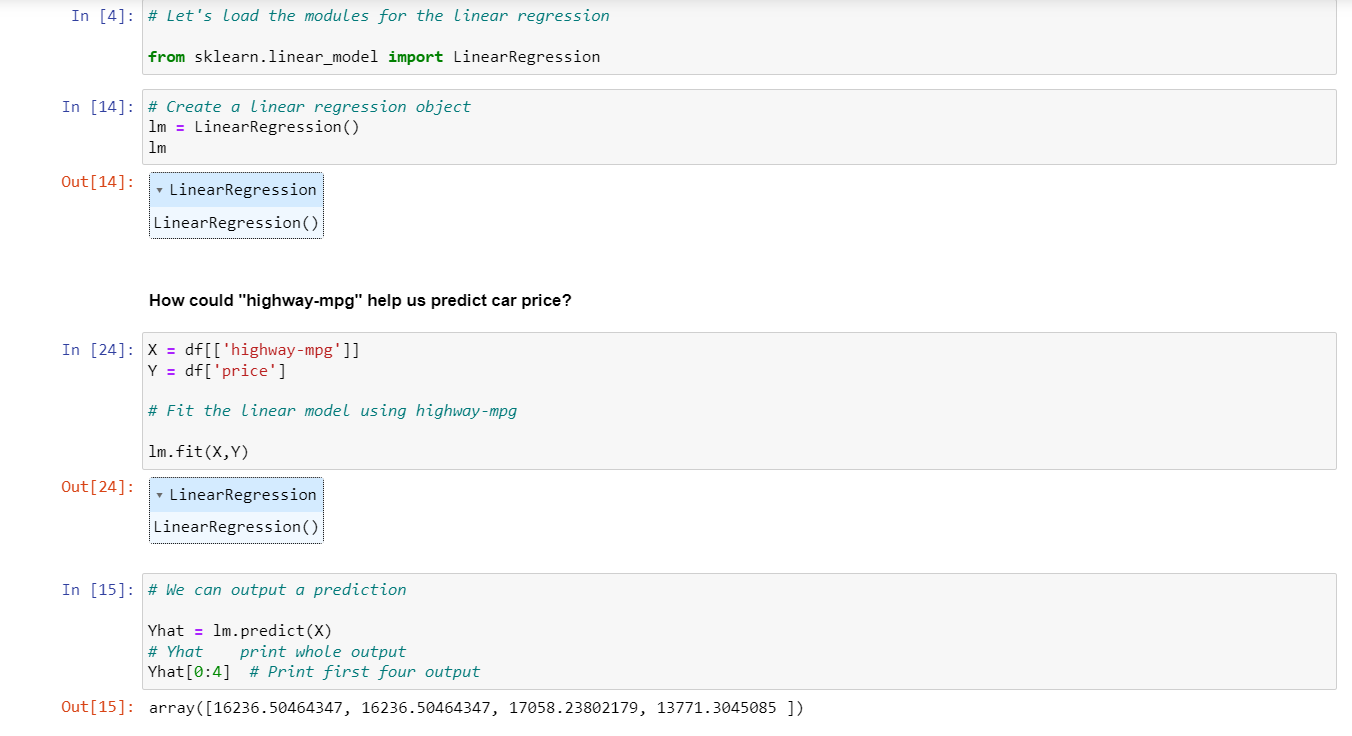 In [4]: # Let's load the modules for the linear regression
from sklearn.linear_model import LinearRegression
In [14]: # Create a linear regression object
lm = LinearRegression()
lm
Out[14]: ▾ LinearRegression
LinearRegression()
How could "highway-mpg" help us predict car price?
In [24]: X = df[['highway-mpg']]
Y = df['price']
# Fit the linear model using highway-mpg
lm.fit(X,Y)
Out[24]: ▾ LinearRegression
LinearRegression()
In [15]: # We can output a prediction
Yhat = lm.predict(X)
# Yhat    print whole output
Yhat[0:4]  # Print first four output
Out[15]: array([16236.50464347, 16236.50464347, 17058.23802179, 13771.3045085 ])